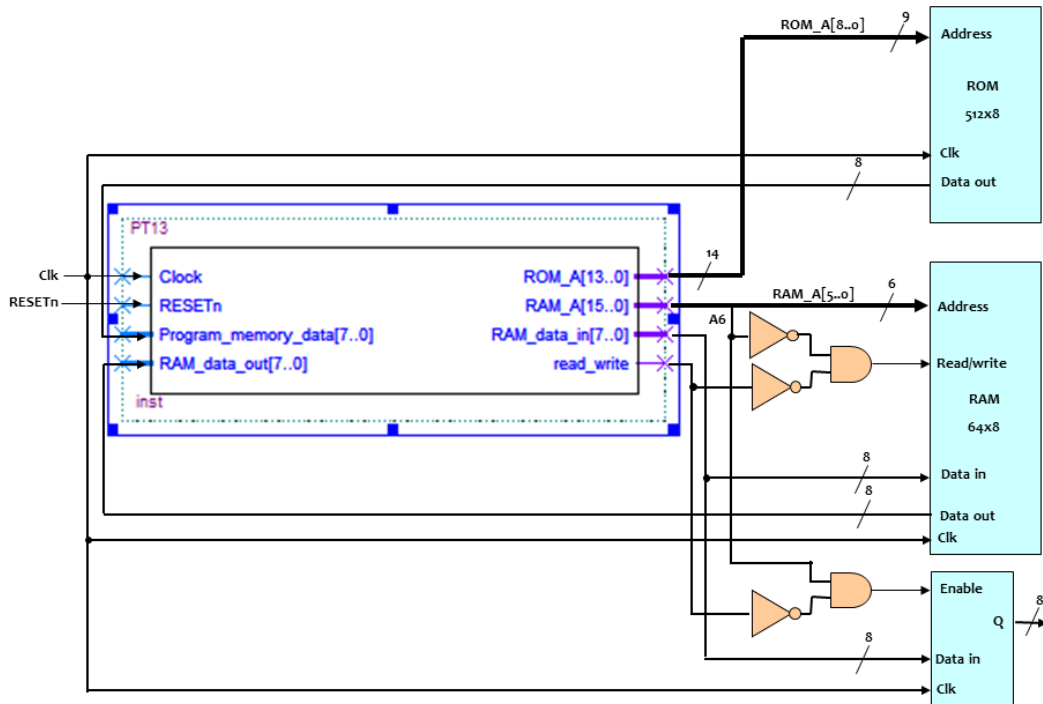 ROM_A[8..0]
9
Address
ROM
512x8
Clk
8
Data out
PT13
Clk
Clock
ROM_A[13..0]
14
RESETn
RESETn
RAM_A[15..0]
RAM_A[5..0]
6
Address
A6
Program_memory_data[7..0]
RAM_data_in[7..0]
RAM_data_out[7..0]
read_write
Read/write
inst
RAM
64x8
8
Data in
8
Data out
Clk
Enable
8
Q
8
Data in
Clk